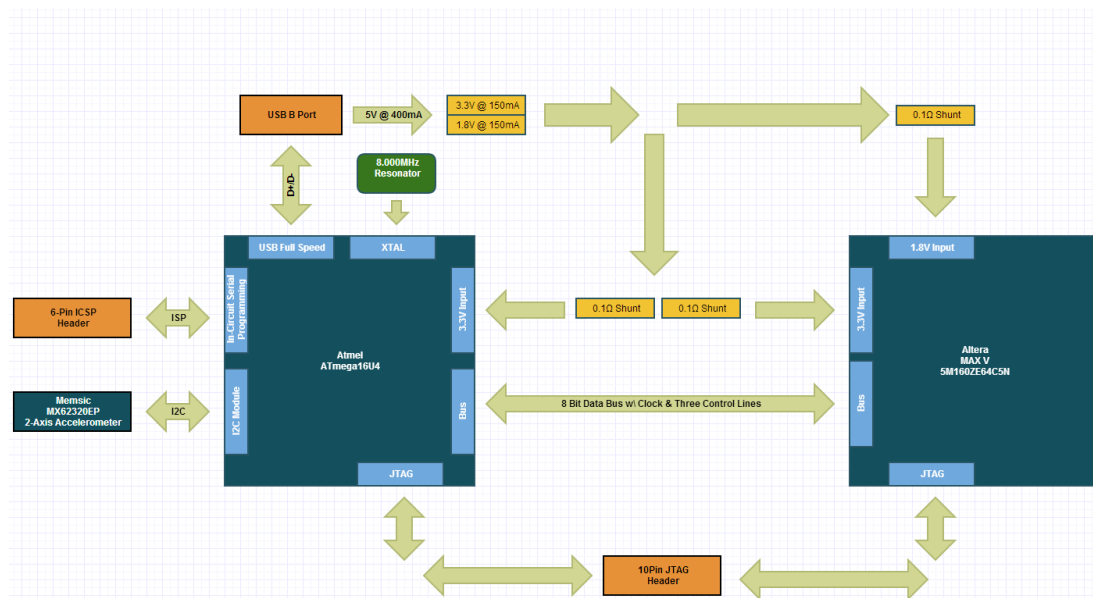 USB B Port
5V @ 400mA
3.3V @ 150mA
1.8V @ 150mA
0.1Ω Shunt
8.000MHz
Resonator
D+/D-
USB Full Speed
XTAL
1.8V Input
6-Pin ICSP
Header
ISP
In-Circuit Serial
Programming
3.3V Input
0.1Ω Shunt
0.1Ω Shunt
3.3V Input
Atmel
ATmega16U4
Altera
MAX V
5M160ZE64C5N
Memsic
MX62320EP
2-Axis Accelerometer
I2C
I2C Module
Bus
8 Bit Data Bus w\ Clock & Three Control Lines
Bus
JTAG
JTAG
10Pin JTAG
Header